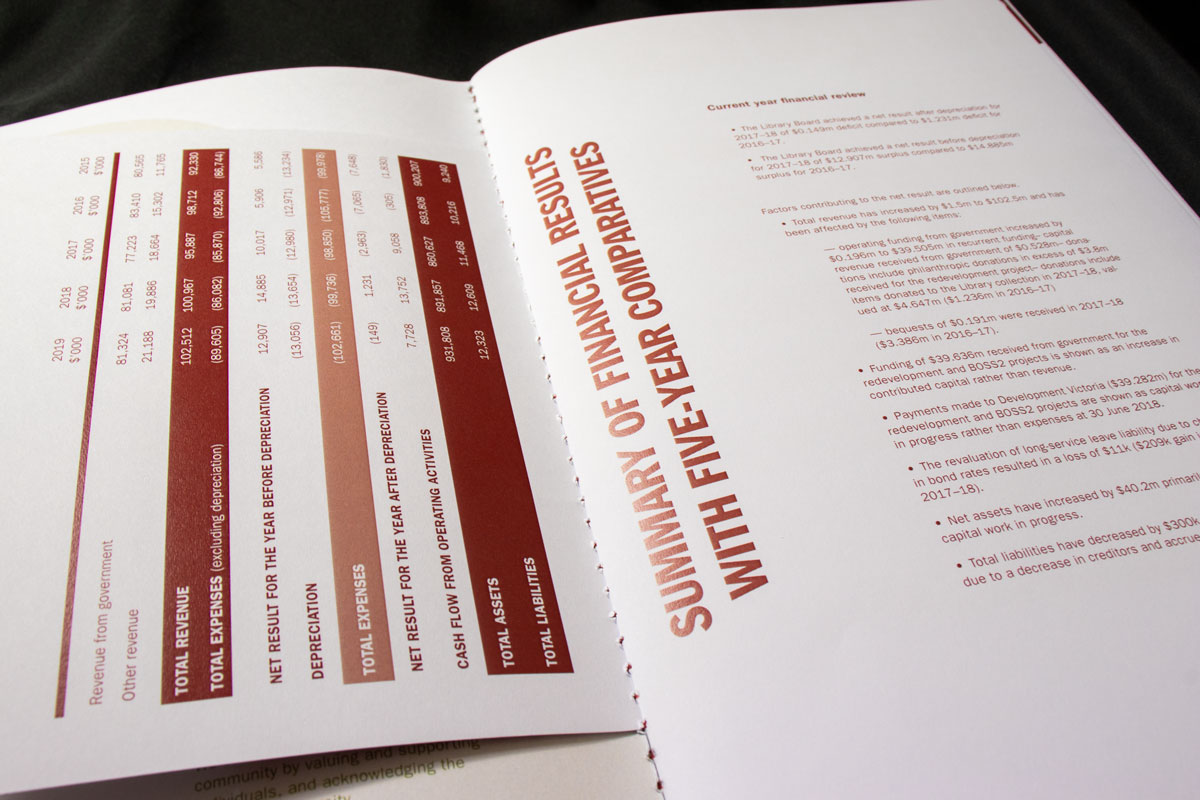 2019 2018 2017 2016 2015
$'000 $'000 $'000 $'000 $'000
Revenue from government 81,324 81,081 77,223 83,410 80,565
Other revenue 21,188 19,886 18,664 15,302 11,765
TOTAL REVENUE 102,512 100,967 95,887 98,712 92,330
TOTAL EXPENSES (excluding depreciation) (89,605) (86,082) (85,870) (92,806) (86,744)
NET RESULT FOR THE YEAR BEFORE DEPRECIATION 12,907 14,885 10,017 5,906 5,586
DEPRECIATION (13,056) (13,654) (12,980) (12,971) (13,234)
TOTAL EXPENSES (102,661) (99,736) (98,850) (105,777) (99,978)
NET RESULT FOR THE YEAR AFTER DEPRECIATION (149) 1,231 (2,963) (7,065) (7,648)
CASH FLOW FROM OPERATING ACTIVITIES 7,728 13,752 9,058 (305) (1,830)
TOTAL ASSETS 931,808 891,857 860,627 893,808 900,207
TOTAL LIABILITIES 12,323 12,609 11,468 10,216 9,240
community by valuing and supporting
individuals, and acknowledging the
SUMMARY OF FINANCIAL RESULTS
WITH FIVE-YEAR COMPARATIVES
Current year financial review
• The Library Board achieved a net result after depreciation for
2017–18 of $0.149m deficit compared to $1.231m deficit for
2016–17.
• The Library Board achieved a net result before depreciation
for 2017–18 of $12.907m surplus compared to $14.885m
surplus for 2016–17.
Factors contributing to the net result are outlined below.
• Total revenue has increased by $1.5m to $102.5m and has
been affected by the following items:
— operating funding from government increased by
$0.196m to $39.505m in recurrent funding– capital
revenue received from government of $0.528m– dona-
tions include philanthropic donations in excess of $3.8m
received for the redevelopment project– donations include
items donated to the Library collection in 2017–18, val-
ued at $4.647m ($1.236m in 2016–17)
— bequests of $0.191m were received in 2017–18
($3.386m in 2016–17).
• Funding of $39.636m received from government for the
redevelopment and BOSS2 projects is shown as an increase in
contributed capital rather than revenue.
• Payments made to Development Victoria ($39.282m) for the
redevelopment and BOSS2 projects are shown as capital
in progress rather than expenses at 30 June 2018.
• The revaluation of long-service leave liability due to
in bond rates resulted in a loss of $11k ($209k gain
2017–18).
• Net assets have increased by $40.2m
capital work in progress.
• Total liabilities have decreased by $300k
due to a decrease in creditors and